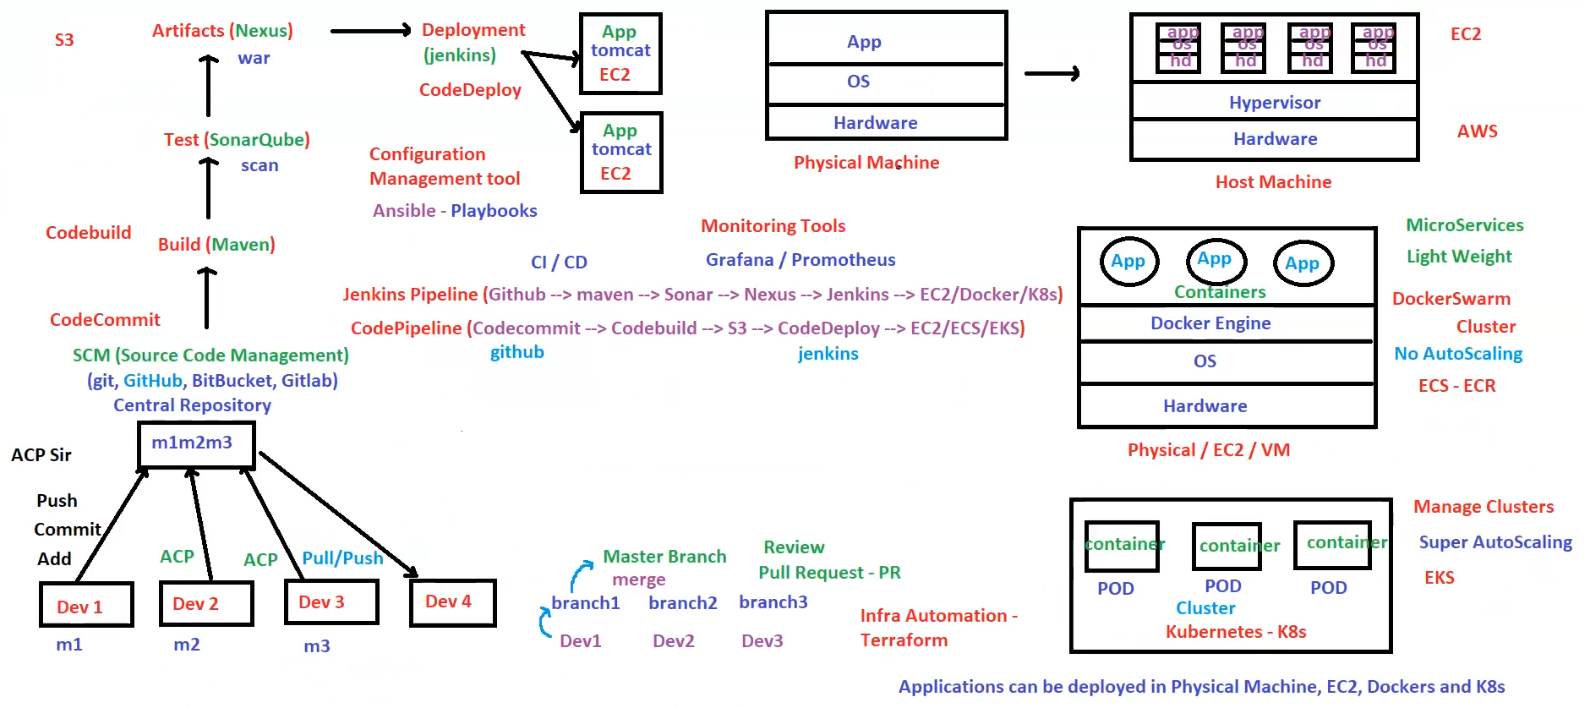 S3
Artifacts (Nexus)
war
Test (SonarQube)
scan
Codebuild
Build (Maven)
CodeCommit
SCM (Source Code Management)
(git, GitHub, BitBucket, Gitlab)
Central Repository
m1m2m3
ACP Sir
Push
Commit
Add
ACP
ACP
Pull/Push
Dev 1
Dev 2
Dev 3
Dev 4
m1
m2
m3
Deployment
(jenkins)
CodeDeploy
App
tomcat
EC2
App
tomcat
EC2
Configuration
Management tool
Ansible - Playbooks
App
OS
Hardware
Physical Machine
app
os
hd
app
os
hd
app
os
hd
app
os
hd
Hypervisor
Hardware
Host Machine
EC2
AWS
Monitoring Tools
Grafana / Promotheus
CI / CD
Jenkins Pipeline (Github --> maven --> Sonar --> Nexus --> Jenkins --> EC2/Docker/K8s)
CodePipeline (Codecommit --> Codebuild --> S3 --> CodeDeploy --> EC2/ECS/EKS)
github
jenkins
App
App
App
Containers
Docker Engine
OS
Hardware
Physical / EC2 / VM
MicroServices
Light Weight
DockerSwarm
Cluster
No AutoScaling
ECS - ECR
Master Branch
merge
Review
Pull Request - PR
branch1
branch2
branch3
Dev1
Dev2
Dev3
Infra Automation -
Terraform
container
container
container
POD
POD
POD
Cluster
Kubernetes - K8s
Manage Clusters
Super AutoScaling
EKS
Applications can be deployed in Physical Machine, EC2, Dockers and K8s